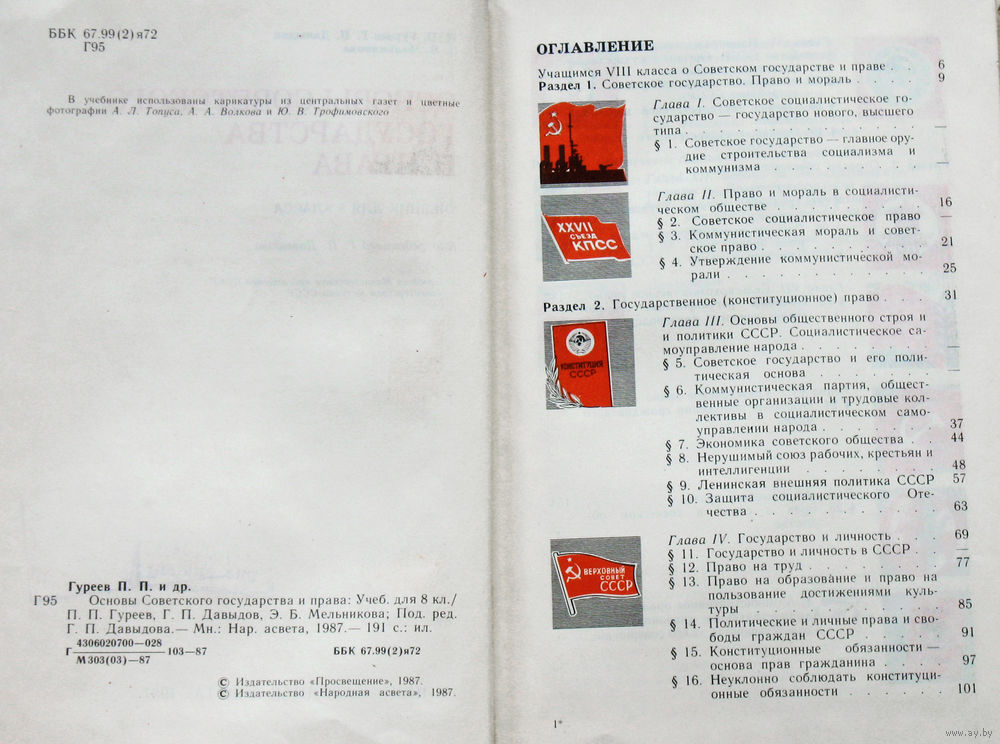 ББК 67.99(2)я72
Г95
В учебнике использованы карикатуры из центральных газет и цветные
фотографии А. Л. Топуса, А. А. Волкова и Ю. В. Трофимовского
Гуреев П. П. и др.
Г95 Основы Советского государства и права: Учеб. для 8 кл./
П. П. Гуреев, Г. П. Давыдов, Э. Б. Мельникова; Под. ред.
Г. П. Давыдова.— Мн.: Нар. асвета, 1987.— 191 с.: ил.
4306020700—028
Г 103—87 ББК 67.99(2)я72
М303(03)—87
© Издательство «Просвещение», 1987.
© Издательство «Народная асвета», 1987.
ОГЛАВЛЕНИЕ
Учащимся VIII класса о Советском государстве и праве . . 6
Раздел 1. Советское государство. Право и мораль . . . . 9
Глава I. Советское социалистическое го-
сударство — государство нового, высшего
типа . . . . . . . . . . . . . —
§ 1. Советское государство — главное ору-
дие строительства социализма и
коммунизма . . . . . . . . . . —
Глава II. Право и мораль в социалисти-
ческом обществе . . . . . . . . 16
§ 2. Советское социалистическое право —
§ 3. Коммунистическая мораль и совет-
ское право . . . . . . . . . . 21
§ 4. Утверждение коммунистической мо-
рали . . . . . . . . . . . . 25
XXVII
СЪЕЗД
КПСС
Раздел 2. Государственное (конституционное) право . . . 31
Глава III. Основы общественного строя и
и политики СССР. Социалистическое са-
моуправление народа . . . . . . . —
§ 5. Советское государство и его поли-
тическая основа . . . . . . . . —
§ 6. Коммунистическая партия, общест-
венные организации и трудовые кол-
лективы в социалистическом само-
управлении народа . . . . . . . 37
§ 7. Экономика советского общества . . 44
§ 8. Нерушимый союз рабочих, крестьян и
интеллигенции . . . . . . . . 48
§ 9. Ленинская внешняя политика СССР 57
§ 10. Защита социалистического Оте-
чества . . . . . . . . . . . 63
КОНСТИТУЦИЯ
СССР
Глава IV. Государство и личность . . . 69
§ 11. Государство и личность в СССР . . —
§ 12. Право на труд . . . . . . . . 77
§ 13. Право на образование и право на
пользование достижениями куль-
туры . . . . . . . . . . . . 85
§ 14. Политические и личные права и сво-
боды граждан СССР . . . . . . 91
§ 15. Конституционные обязанности—
основа прав гражданина . . . . . 97
§ 16. Неуклонно соблюдать конституци-
онные обязанности . . . . . . . 101
ВЕРХОВНЫЙ
СОВЕТ
СССР
1*
www.ay.by